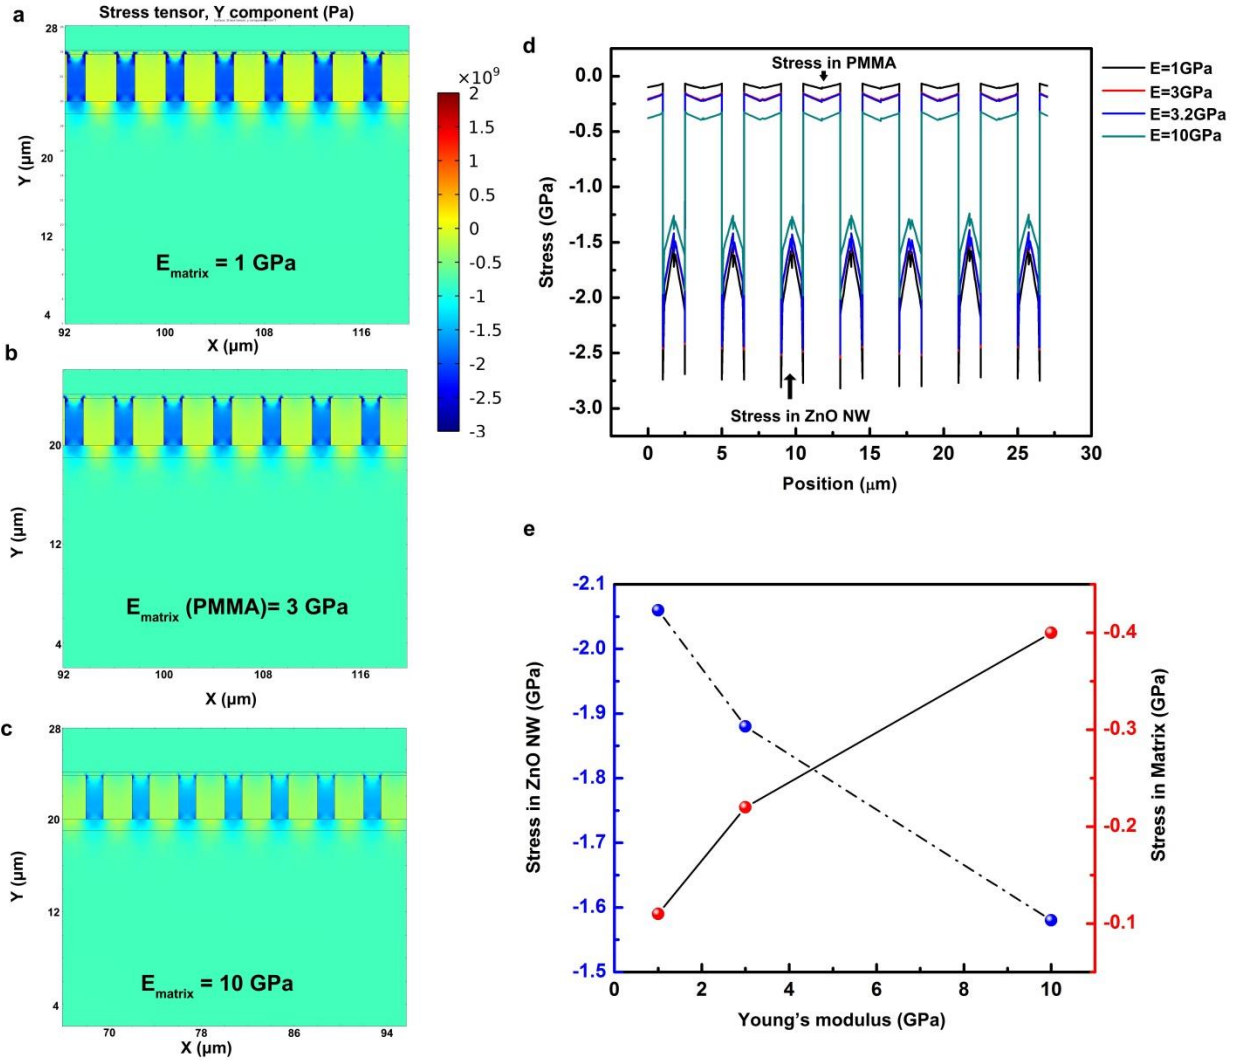 a
Stress tensor, Y component (Pa)
28
20
12
4
Y (µm)
92 100 108 116
X (µm)
E matrix = 1 GPa
×10⁹
2
1.5
1
0.5
0
-0.5
-1
-1.5
-2
-2.5
-3
b
20
12
4
Y (µm)
92 100 108 116
X (µm)
E matrix (PMMA)= 3 GPa
c
28
20
12
4
Y (µm)
70 78 86 94
X (µm)
E matrix = 10 GPa
d
0.0
-0.5
-1.0
-1.5
-2.0
-2.5
-3.0
Stress (GPa)
Stress in PMMA
Stress in ZnO NW
0 5 10 15 20 25 30
Position (µm)
E=1GPa
E=3GPa
E=3.2GPa
E=10GPa
e
-2.1
-2.0
-1.9
-1.8
-1.7
-1.6
-1.5
Stress in ZnO NW (GPa)
-0.4
-0.3
-0.2
-0.1
Stress in Matrix (GPa)
0 2 4 6 8 10
Young's modulus (GPa)